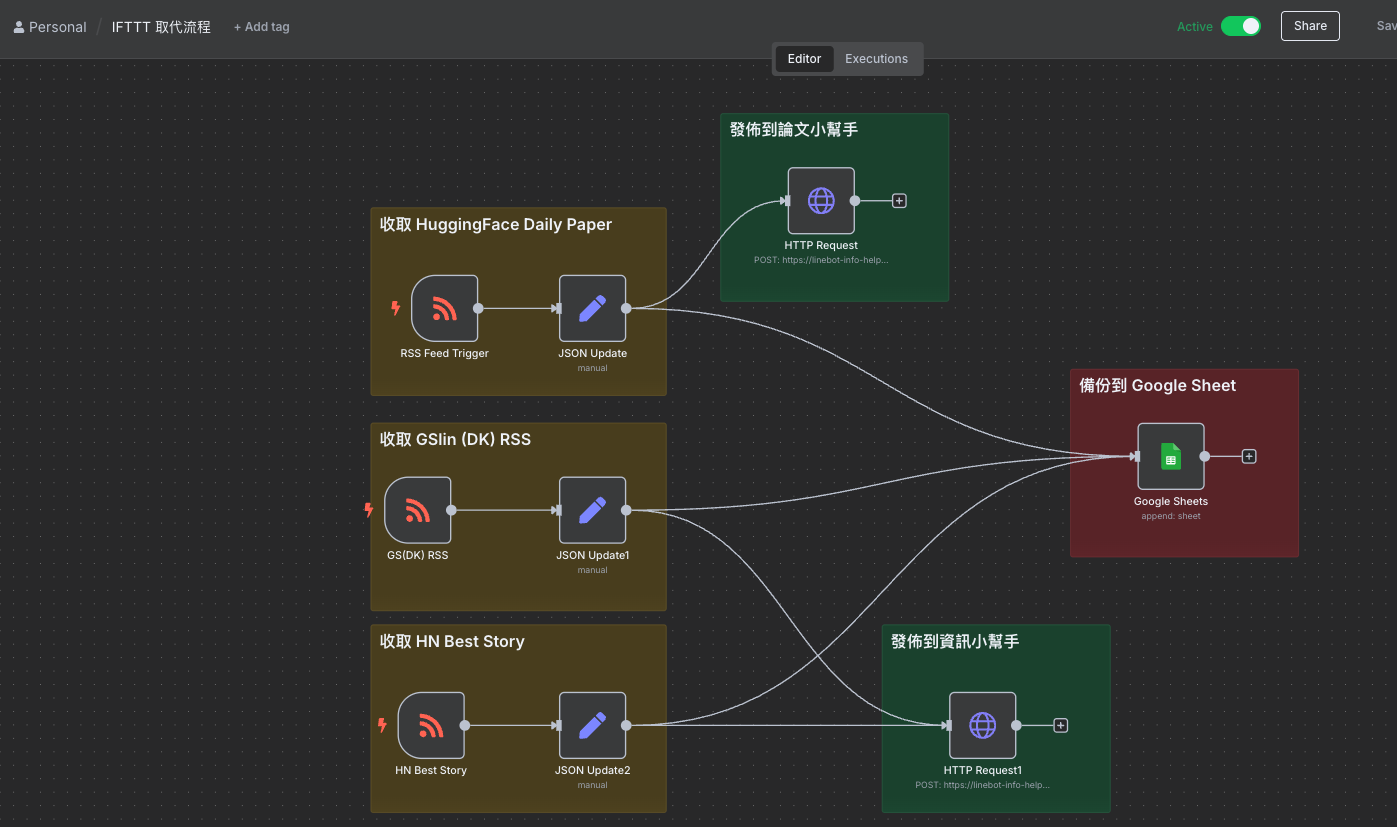 Personal / IFTTT 取代流程 + Add tag
Active
Share
Sav
Editor Executions
發佈到論文小幫手
HTTP Request
POST: https://linebot-info-help...
收取 HuggingFace Daily Paper
RSS Feed Trigger
JSON Update
manual
備份到 Google Sheet
Google Sheets
append: sheet
收取 GSlin (DK) RSS
GS(DK) RSS
JSON Update1
manual
收取 HN Best Story
HN Best Story
JSON Update2
manual
發佈到資訊小幫手
HTTP Request1
POST: https://linebot-info-help...